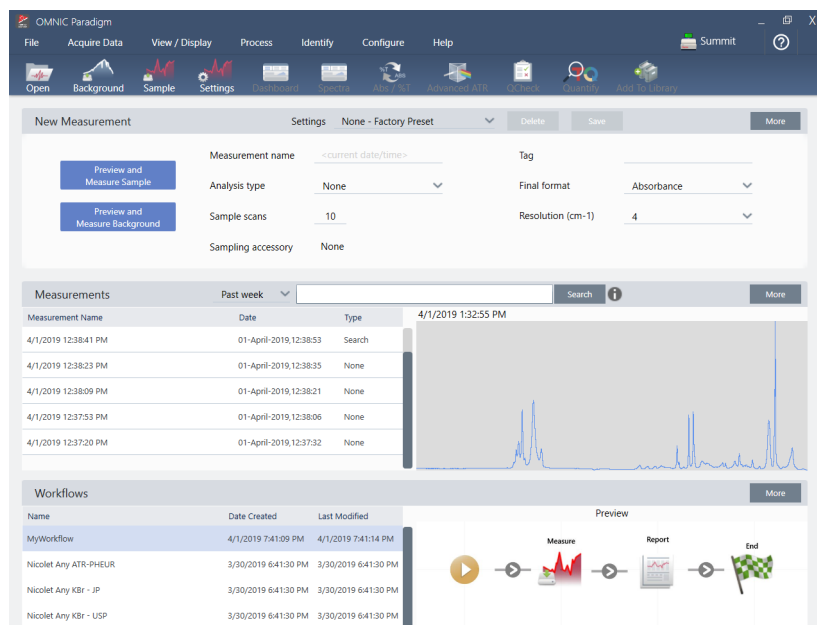 OMNIC Paradigm
File Acquire Data View / Display Process Identify Configure Help Summit
Open Background Sample Settings Dashboard Spectra Abs / %T Advanced ATR QCheck Quantify Add To Library
New Measurement Settings None - Factory Preset Delete Save More
Measurement name <current date/time> Tag
Preview and
Measure Sample
Analysis type None Final format Absorbance
Preview and
Measure Background
Sample scans 10 Resolution (cm-1) 4
Sampling accessory None
Measurements Past week Search More
Measurement Name Date Type 4/1/2019 1:32:55 PM
4/1/2019 12:38:41 PM 01-April-2019,12:38:53 Search
4/1/2019 12:38:23 PM 01-April-2019,12:38:35 None
4/1/2019 12:38:09 PM 01-April-2019,12:38:21 None
4/1/2019 12:37:53 PM 01-April-2019,12:38:06 None
4/1/2019 12:37:20 PM 01-April-2019,12:37:32 None
Workflows More
Name Date Created Last Modified Preview
MyWorkflow 4/1/2019 7:41:09 PM 4/1/2019 7:41:14 PM
Measure Report End
Nicolet Any ATR-PHEUR 3/30/2019 6:41:30 PM 3/30/2019 6:41:30 PM
Nicolet Any KBr - JP 3/30/2019 6:41:30 PM 3/30/2019 6:41:30 PM
Nicolet Any KBr - USP 3/30/2019 6:41:30 PM 3/30/2019 6:41:30 PM